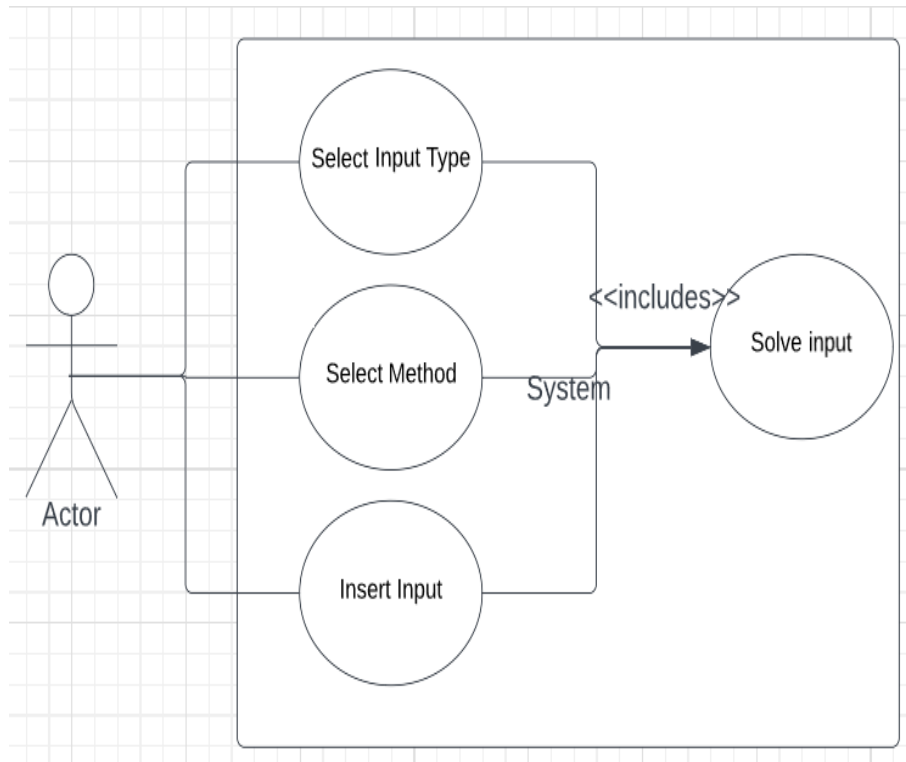 Select Input Type
<<includes>>
Solve input
Select Method
System
Actor
Insert Input